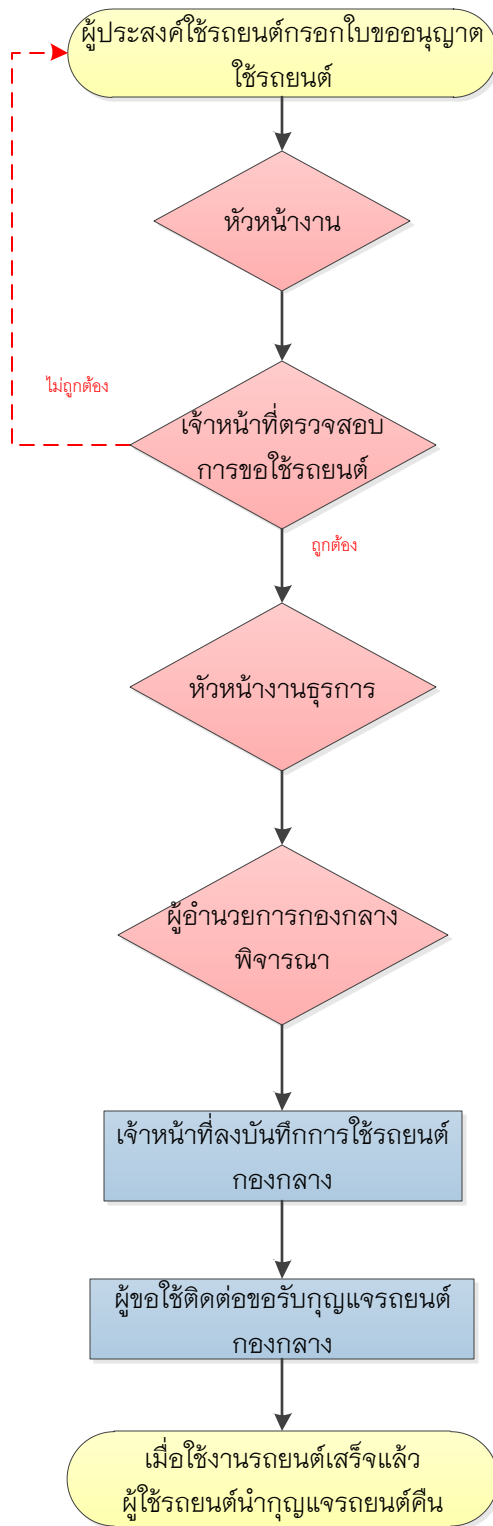 ผู้ประสงค์ใช้รถยนต์กรอกใบขออนุญาต
ใช้รถยนต์
หัวหน้างาน
ไม่ถูกต้อง
เจ้าหน้าที่ตรวจสอบ
การขอใช้รถยนต์
ถูกต้อง
หัวหน้างานธุรการ
ผู้อำนวยการกองกลาง
พิจารณา
เจ้าหน้าที่ลงบันทึกการใช้รถยนต์
กองกลาง
ผู้ขอใช้ติดต่อขอรับกุญแจรถยนต์
กองกลาง
เมื่อใช้งานรถยนต์เสร็จแล้ว
ผู้ใช้รถยนต์นำกุญแจรถยนต์คืน